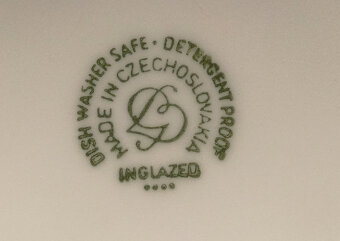 DISH WASHER SAFE · DETERGENT PROOF
MADE IN CZECHOSLOVAKIA
INGLAZED